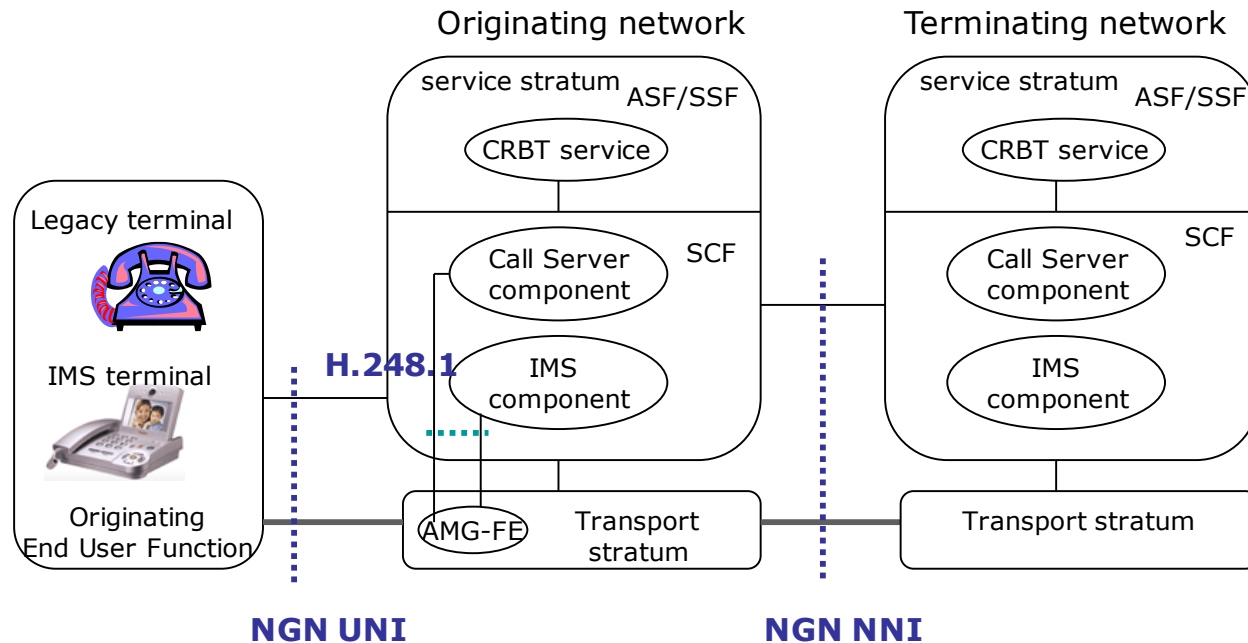 Originating network
Terminating network
service stratum
ASF/SSF
CRBT service
service stratum
ASF/SSF
CRBT service
Legacy terminal
IMS terminal
Originating
End User Function
Call Server
component
SCF
H.248.1
IMS
component
Call Server
component
SCF
IMS
component
AMG-FE
Transport
stratum
Transport stratum
NGN UNI
NGN NNI